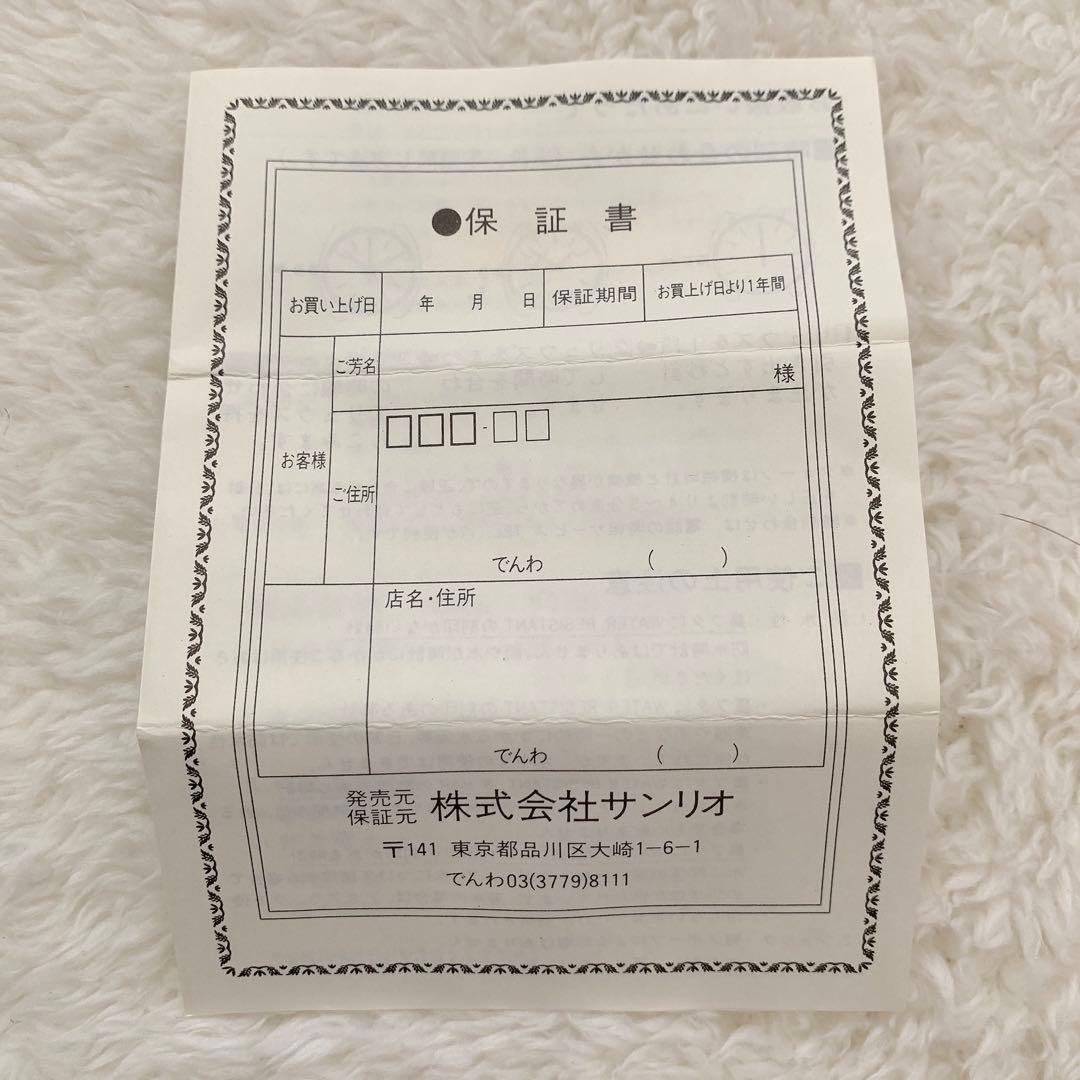 ●保証書
お買い上げ日 年 月 日 保証期間 お買上げ日より1年間
お客様
ご芳名
様
ご住所
□□□-□□
でんわ ( )
店名・住所
でんわ ( )
発売元
保証元
株式会社サンリオ
〒141 東京都品川区大崎1-6-1
でんわ03(3779)8111